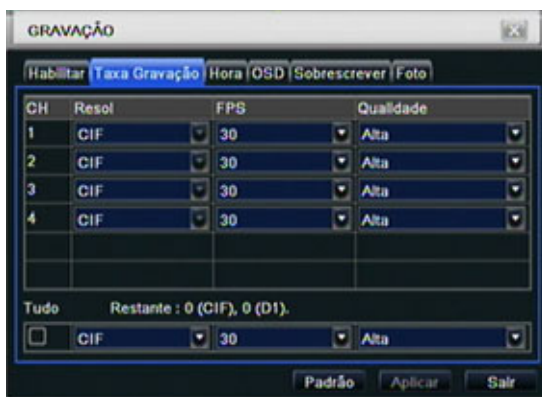 GRAVAÇÃO
Habilitar Taxa Gravação Hora OSD Sobrescrever Foto
CH Resol FPS Qualidade
1 CIF 30 Alta
2 CIF 30 Alta
3 CIF 30 Alta
4 CIF 30 Alta
Tudo Restante : 0 (CIF), 0 (D1).
CIF 30 Alta
Padrão Aplicar Sair